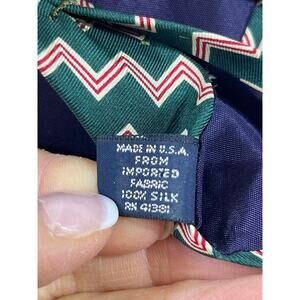 MADE IN U.S.A.
FROM
IMPORTED
FABRIC
100% SILK
RN 41381